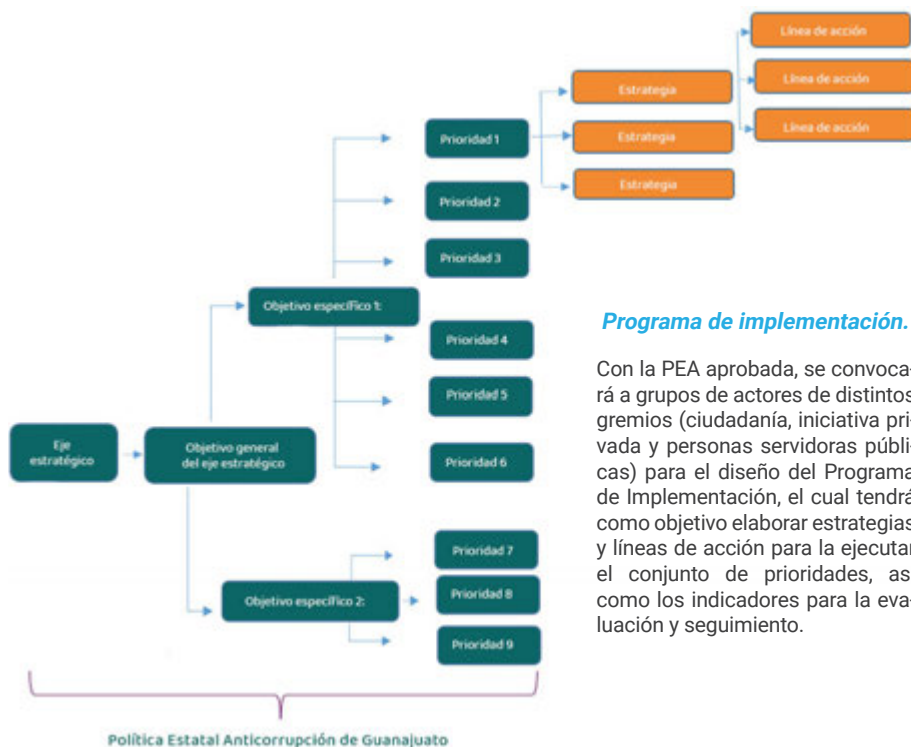 Línea de acción
Línea de acción
Línea de acción
Estrategia
Estrategia
Estrategia
Prioridad 1
Prioridad 2
Prioridad 3
Objetivo específico 1:
Prioridad 4
Prioridad 5
Prioridad 6
Eje
estratégico
Objetivo general
del eje estratégico
Prioridad 7
Objetivo específico 2:
Prioridad 8
Prioridad 9
Política Estatal Anticorrupción de Guanajuato
Programa de implementación.
Con la PEA aprobada, se convoca-
rá a grupos de actores de distintos
gremios (ciudadanía, iniciativa pri-
vada y personas servidoras públi-
cas) para el diseño del Programa
de Implementación, el cual tendrá
como objetivo elaborar estrategias
y líneas de acción para la ejecutar
el conjunto de prioridades, as
como los indicadores para la eva-
luación y seguimiento.